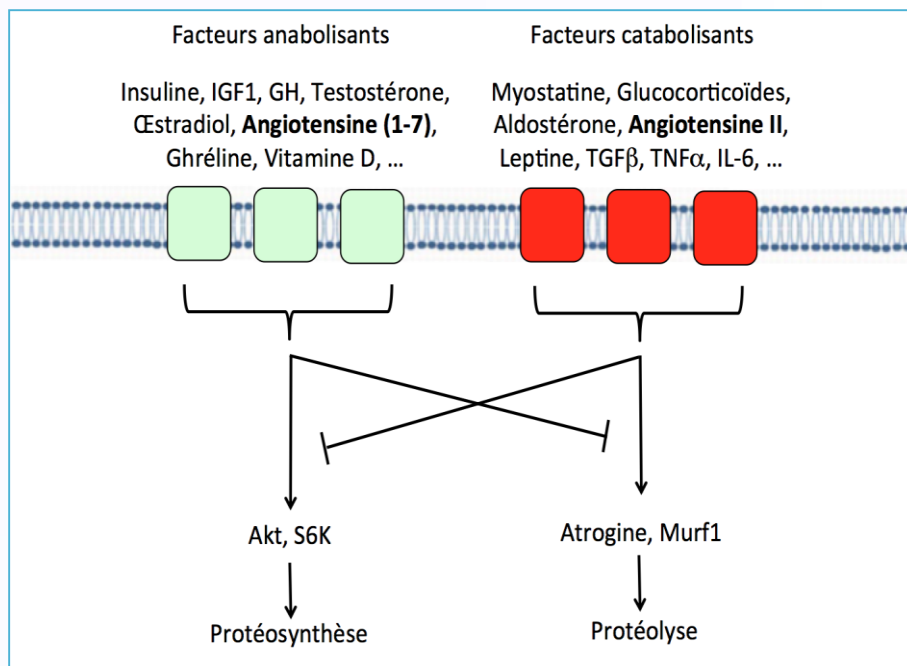 Facteurs anabolisants
Insuline, IGF1, GH, Testostérone,
Œstradiol, Angiotensine (1-7),
Ghréline, Vitamine D, ...
Facteurs catabolisants
Myostatine, Glucocorticoïdes,
Aldostérone, Angiotensine II,
Leptine, TGFβ, TNFα, IL-6, ...
Akt, S6K
Atrogine, Murf1
Protéosynthèse
Protéolyse